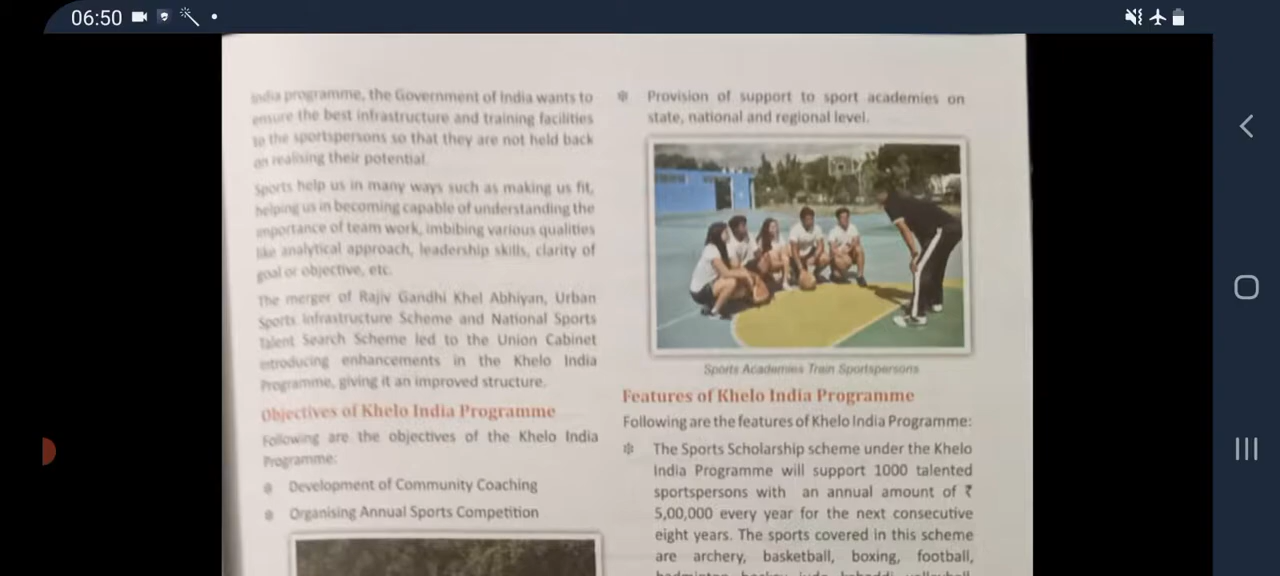 06:50
India programme, the Government of India wants to
ensure the best infrastructure and training facilities
to the sportspersons so that they are not held back
on realising their potential.
Sports help us in many ways such as making us fit,
helping us in becoming capable of understanding the
importance of team work, imbibing various qualities
like analytical approach, leadership skills, clarity of
goal or objective, etc.
The merger of Rajiv Gandhi Khel Abhiyan, Urban
Sports Infrastructure Scheme and National Sports
Talent Search Scheme led to the Union Cabinet
introducing enhancements in the Khelo India
Programme, giving it an improved structure.
Objectives of Khelo India Programme
Following are the objectives of the Khelo India
Programme:
Development of Community Coaching
Organising Annual Sports Competition
Provision of support to sport academies on
state, national and regional level.
Sports Academies Train Sportspersons
Features of Khelo India Programme
Following are the features of Khelo India Programme:
The Sports Scholarship scheme under the Khelo
India Programme will support 1000 talented
sportspersons with an annual amount of ₹
5,00,000 every year for the next consecutive
eight years. The sports covered in this scheme
are archery, basketball, boxing, football,